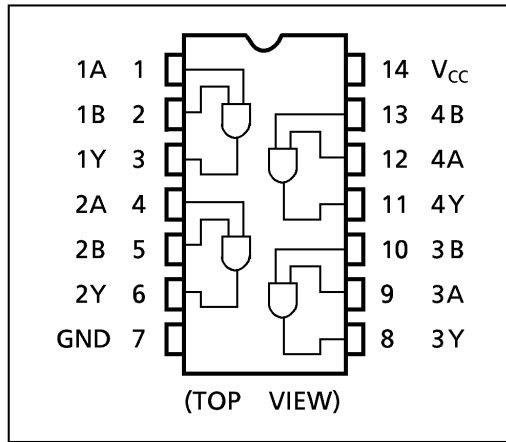 1A 1 14 VCC
1B 2 13 4B
1Y 3 12 4A
2A 4 11 4Y
2B 5 10 3B
2Y 6 9 3A
GND 7 8 3Y
(TOP VIEW)